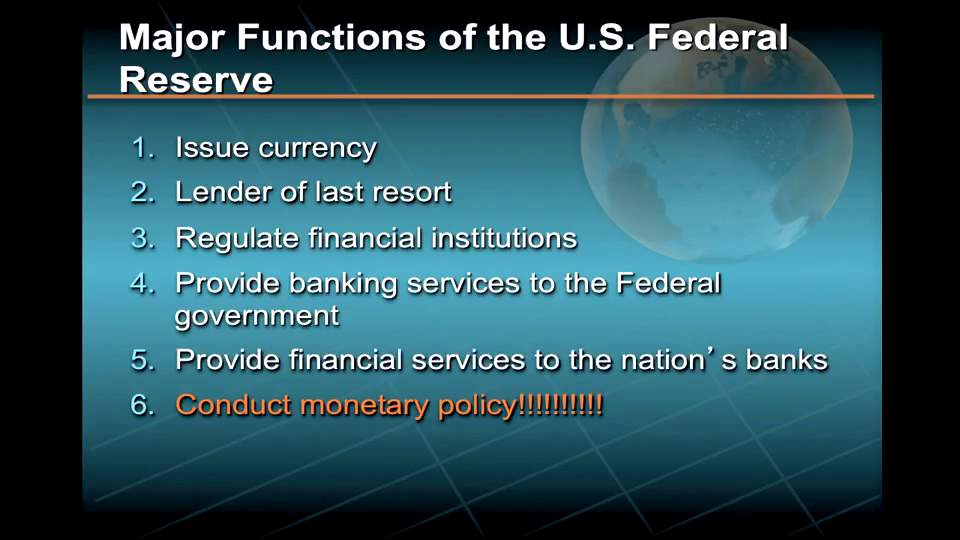 Major Functions of the U.S. Federal
Reserve
1. Issue currency
2. Lender of last resort
3. Regulate financial institutions
4. Provide banking services to the Federal
government
5. Provide financial services to the nation’s banks
6. Conduct monetary policy!!!!!!!!!!